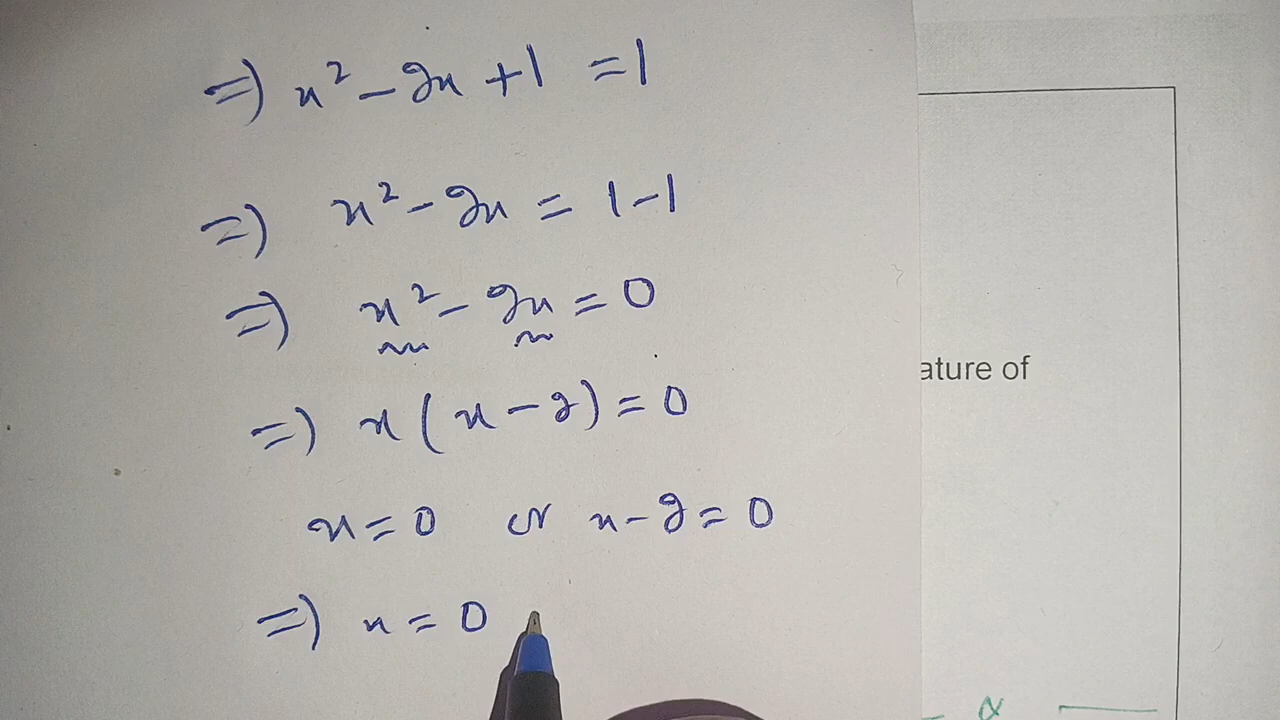 => x² - 2x + 1 = 1
=> x² - 2x = 1 - 1
=> x² - 2x = 0
=> x (x - 2) = 0
x = 0 or x - 2 = 0
=> x = 0
ature of
α